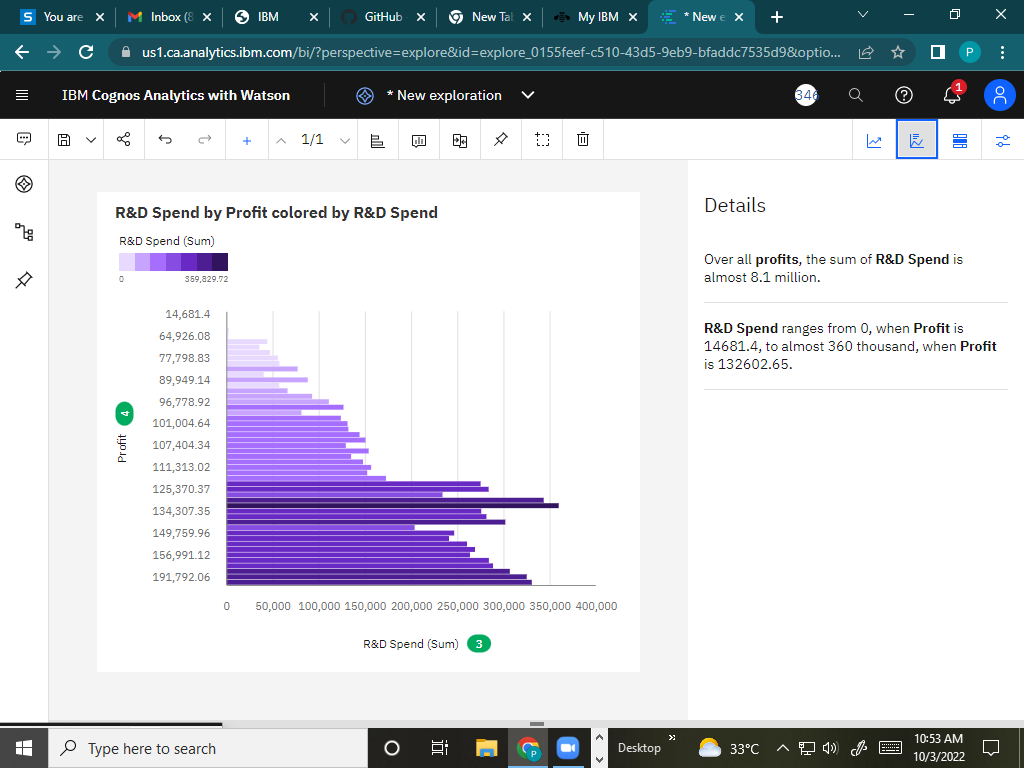 You are
Inbox (8
IBM
GitHub
New Tal
My IBM
* New e
us1.ca.analytics.ibm.com/bi/?perspective=explore&id=explore_0155feef-c510-43d5-9eb9-bfaddc7535d9&optio...
P
IBM Cognos Analytics with Watson
* New exploration
346
1
1/1
R&D Spend by Profit colored by R&D Spend
R&D Spend (Sum)
0 359,829.72
14,681.4
64,926.08
77,798.83
89,949.14
96,778.92
101,004.64
107,404.34
111,313.02
125,370.37
134,307.35
149,759.96
156,991.12
191,792.06
Profit 4
0 50,000 100,000 150,000 200,000 250,000 300,000 350,000 400,000
R&D Spend (Sum) 3
Details
Over all profits, the sum of R&D Spend is
almost 8.1 million.
R&D Spend ranges from 0, when Profit is
14681.4, to almost 360 thousand, when Profit
is 132602.65.
Type here to search
P
Desktop
33°C
10:53 AM
10/3/2022